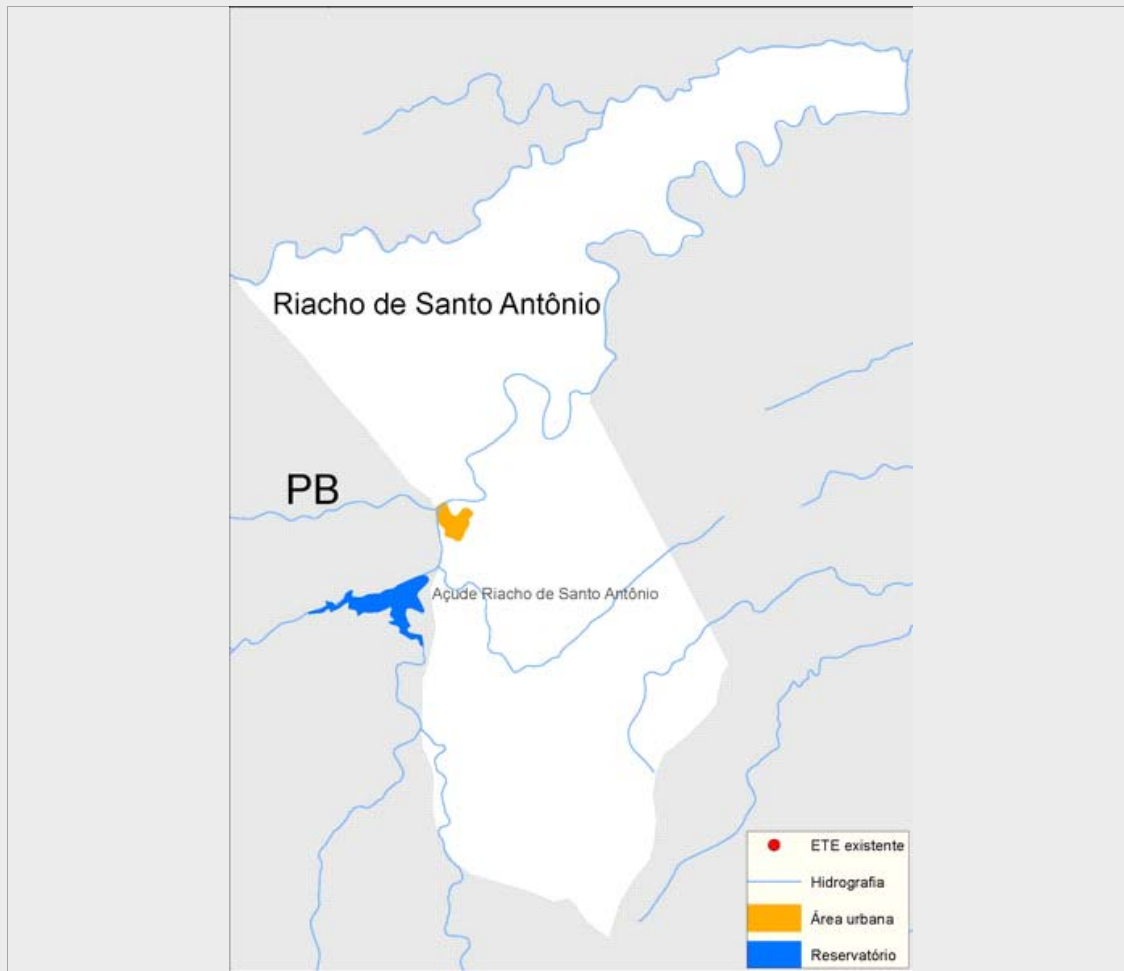 Riacho de Santo Antônio
PB
Açude Riacho de Santo Antônio
ETE existente
Hidrografia
Área urbana
Reservatório